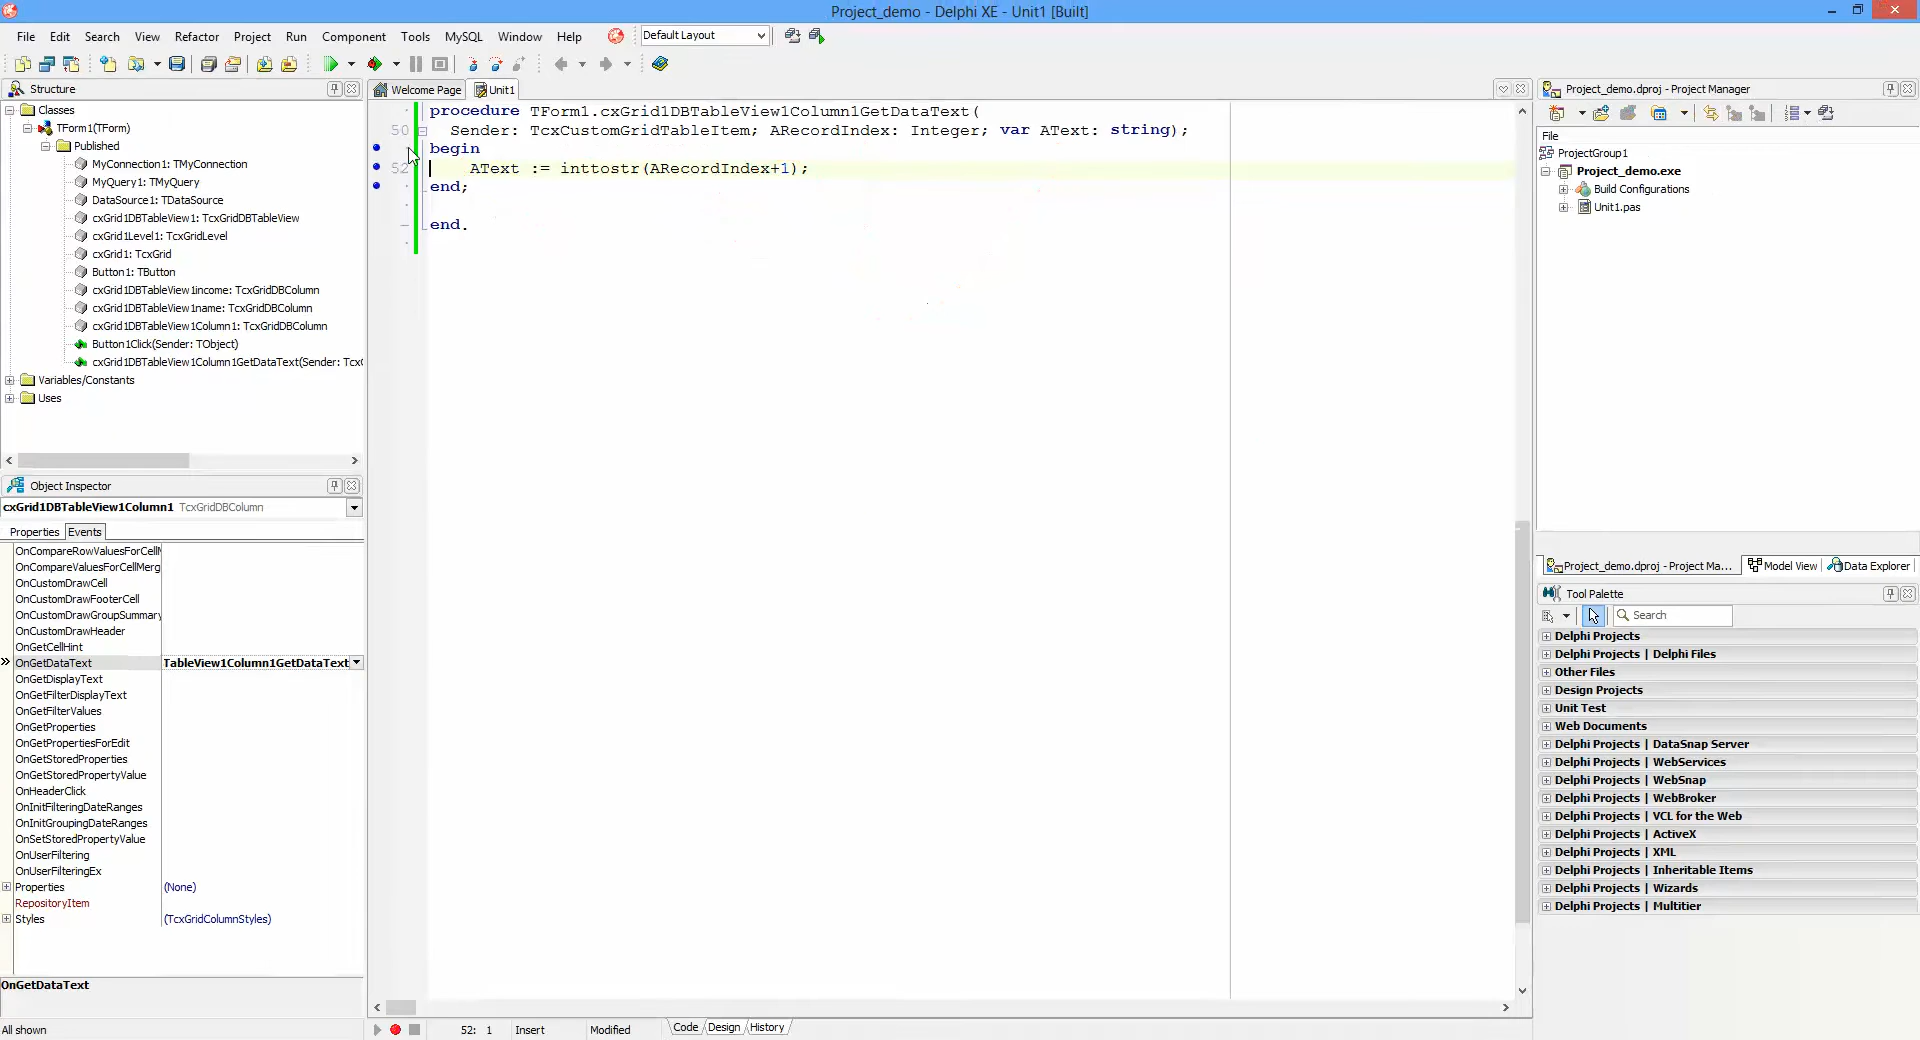 Project_demo - Delphi XE - Unit1 [Built]
File Edit Search View Refactor Project Run Component Tools MySQL Window Help Default Layout
Structure
Classes
TForm1(TForm)
Published
MyConnection1: TMyConnection
MyQuery1: TMyQuery
DataSource1: TDataSource
cxGrid1DBTableView1: TcxGridDBTableView
cxGrid1Level1: TcxGridLevel
cxGrid1: TcxGrid
Button1: TButton
cxGrid1DBTableView1income: TcxGridDBColumn
cxGrid1DBTableView1name: TcxGridDBColumn
cxGrid1DBTableView1Column1: TcxGridDBColumn
Button1Click(Sender: TObject)
cxGrid1DBTableView1Column1GetDataText(Sender: TcxG
Variables/Constants
Uses
Object Inspector
cxGrid1DBTableView1Column1 TcxGridDBColumn
Properties Events
OnCompareRowValuesForCellM
OnCompareValuesForCellMerg
OnCustomDrawCell
OnCustomDrawFooterCell
OnCustomDrawGroupSummary
OnCustomDrawHeader
OnGetCellHint
OnGetDataText TableView1Column1GetDataText
OnGetDisplayText
OnGetFilterDisplayText
OnGetFilterValues
OnGetProperties
OnGetPropertiesForEdit
OnGetStoredProperties
OnGetStoredPropertyValue
OnHeaderClick
OnInitFilteringDateRanges
OnInitGroupingDateRanges
OnSetStoredPropertyValue
OnUserFiltering
OnUserFilteringEx
Properties (None)
RepositoryItem
Styles (TcxGridColumnStyles)
OnGetDataText
All shown
Welcome Page Unit1
procedure TForm1.cxGrid1DBTableView1Column1GetDataText(
50 Sender: TcxCustomGridTableItem; ARecordIndex: Integer; var AText: string);
begin
52 AText := inttostr(ARecordIndex+1);
end;
end.
52: 1 Insert Modified Code Design History
Project_demo.dproj - Project Manager
File
ProjectGroup1
Project_demo.exe
Build Configurations
Unit1.pas
Project_demo.dproj - Project Ma... Model View Data Explorer
Tool Palette
Search
Delphi Projects
Delphi Projects | Delphi Files
Other Files
Design Projects
Unit Test
Web Documents
Delphi Projects | DataSnap Server
Delphi Projects | WebServices
Delphi Projects | WebSnap
Delphi Projects | WebBroker
Delphi Projects | VCL for the Web
Delphi Projects | ActiveX
Delphi Projects | XML
Delphi Projects | Inheritable Items
Delphi Projects | Wizards
Delphi Projects | Multitier